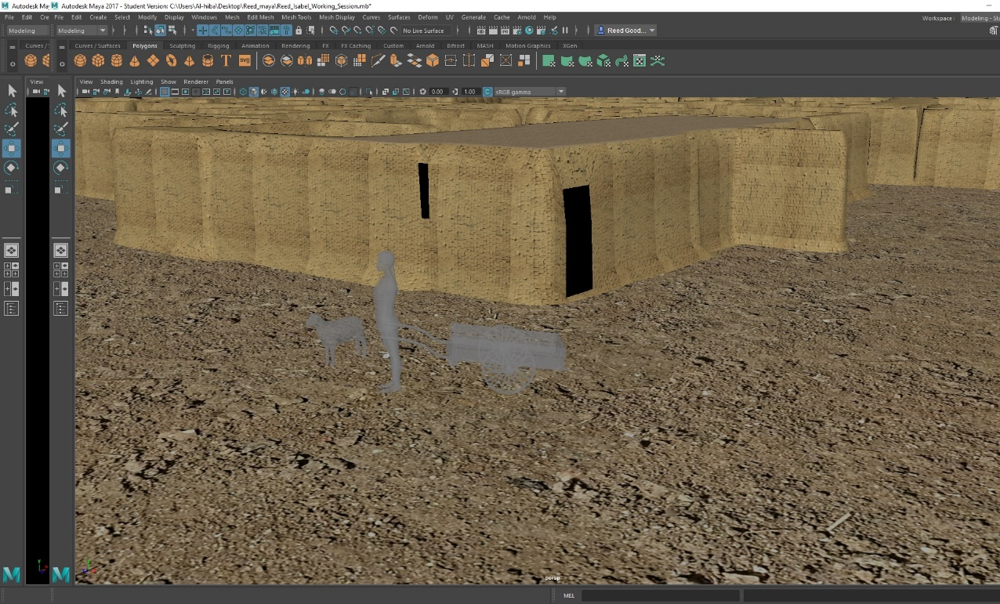 Autodesk Ma
Autodesk Maya 2017 - Student Version: C:\Users\Al-hiba\Desktop\Reed_maya\Reed_Isabel_Working_Session.mb*
File Edit Cre
File Edit Create Select Modify Display Windows Mesh Edit Mesh Mesh Tools Mesh Display Curves Surfaces Deform UV Generate Cache Arnold Help
Workspace : Modeling - St
Modeling
Modeling
No Live Surface
Reed Good...
Curves /
Curves / Surfaces Polygons Sculpting Rigging Animation Rendering FX FX Caching Custom Arnold Bifrost MASH Motion Graphics XGen
T
SVG
View
View Shading Lighting Show Renderer Panels
0.00 1.00 sRGB gamma
persp
MEL